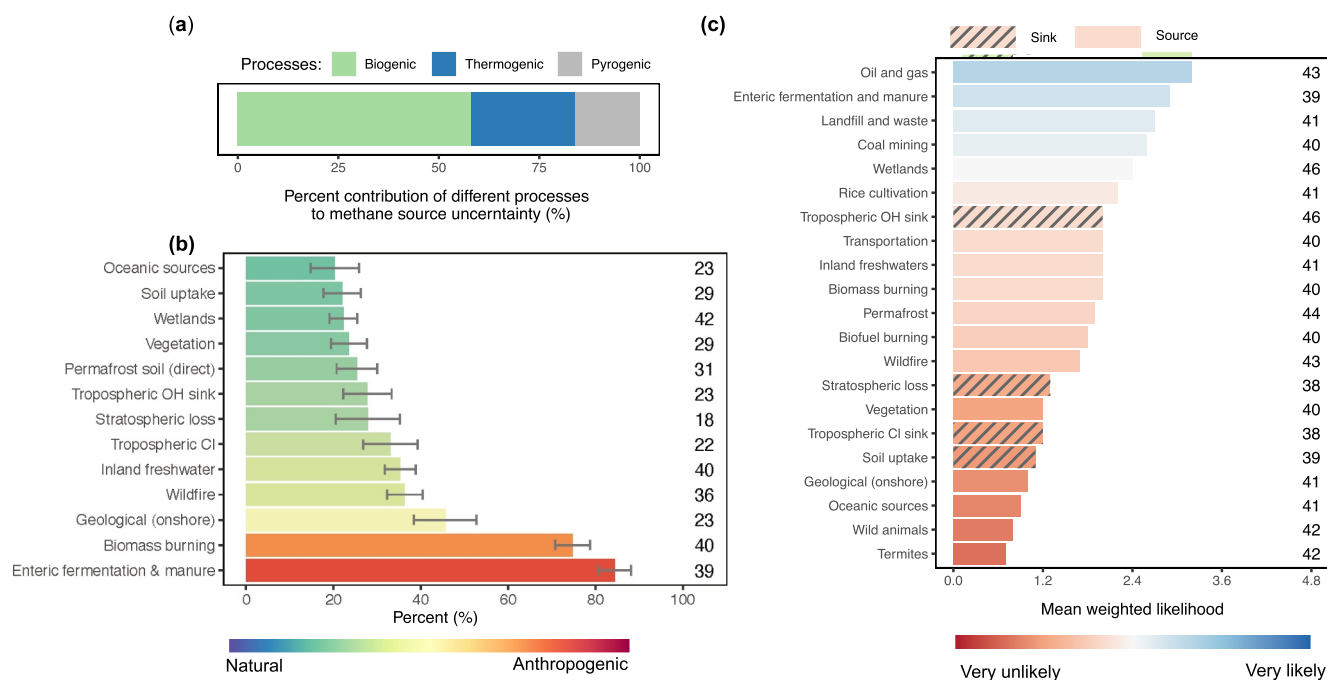 (a)
Processes: Biogenic Thermogenic Pyrogenic
0 25 50 75 100
Percent contribution of different processes
to methane source uncerntainty (%)
(b)
Oceanic sources 23
Soil uptake 29
Wetlands 42
Vegetation 29
Permafrost soil (direct) 31
Tropospheric OH sink 23
Stratospheric loss 18
Tropospheric Cl 22
Inland freshwater 40
Wildfire 36
Geological (onshore) 23
Biomass burning 40
Enteric fermentation & manure 39
0 20 40 60 80 100
Percent (%)
Natural Anthropogenic
(c)
Sink Source
Oil and gas 43
Enteric fermentation and manure 39
Landfill and waste 41
Coal mining 40
Wetlands 46
Rice cultivation 41
Tropospheric OH sink 46
Transportation 40
Inland freshwaters 41
Biomass burning 40
Permafrost 44
Biofuel burning 40
Wildfire 43
Stratospheric loss 38
Vegetation 40
Tropospheric Cl sink 38
Soil uptake 39
Geological (onshore) 41
Oceanic sources 41
Wild animals 42
Termites 42
0.0 1.2 2.4 3.6 4.8
Mean weighted likelihood
Very unlikely Very likely